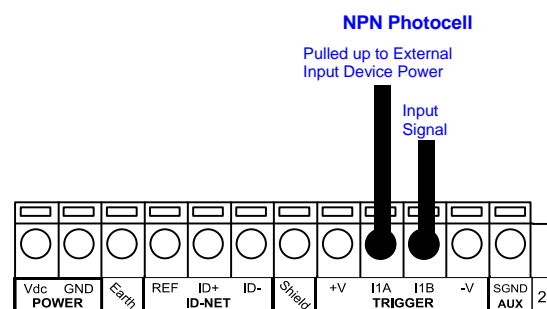 NPN Photocell
Pulled up to External
Input Device Power
Input
Signal
Vdc GND Earth REF ID+ ID- Shield +V I1A I1B -V SGND
POWER ID-NET TRIGGER AUX 2